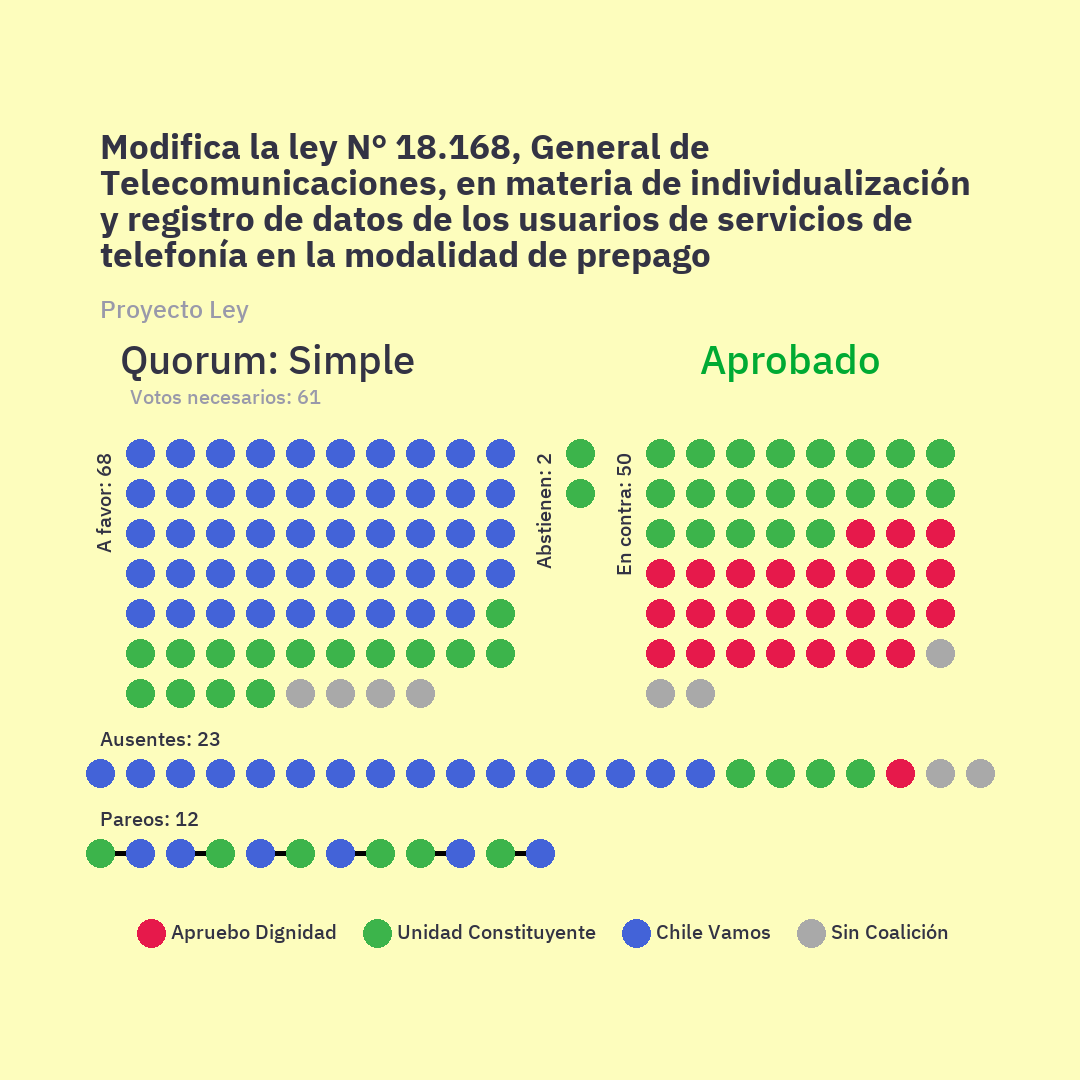 Modifica la ley N° 18.168, General de
Telecomunicaciones, en materia de individualización
y registro de datos de los usuarios de servicios de
telefonía en la modalidad de prepago
Proyecto Ley
Quorum: Simple
Aprobado
Votos necesarios: 61
A favor: 68
Abstienen: 2
En contra: 50
Ausentes: 23
Pareos: 12
Apruebo Dignidad
Unidad Constituyente
Chile Vamos
Sin Coalición